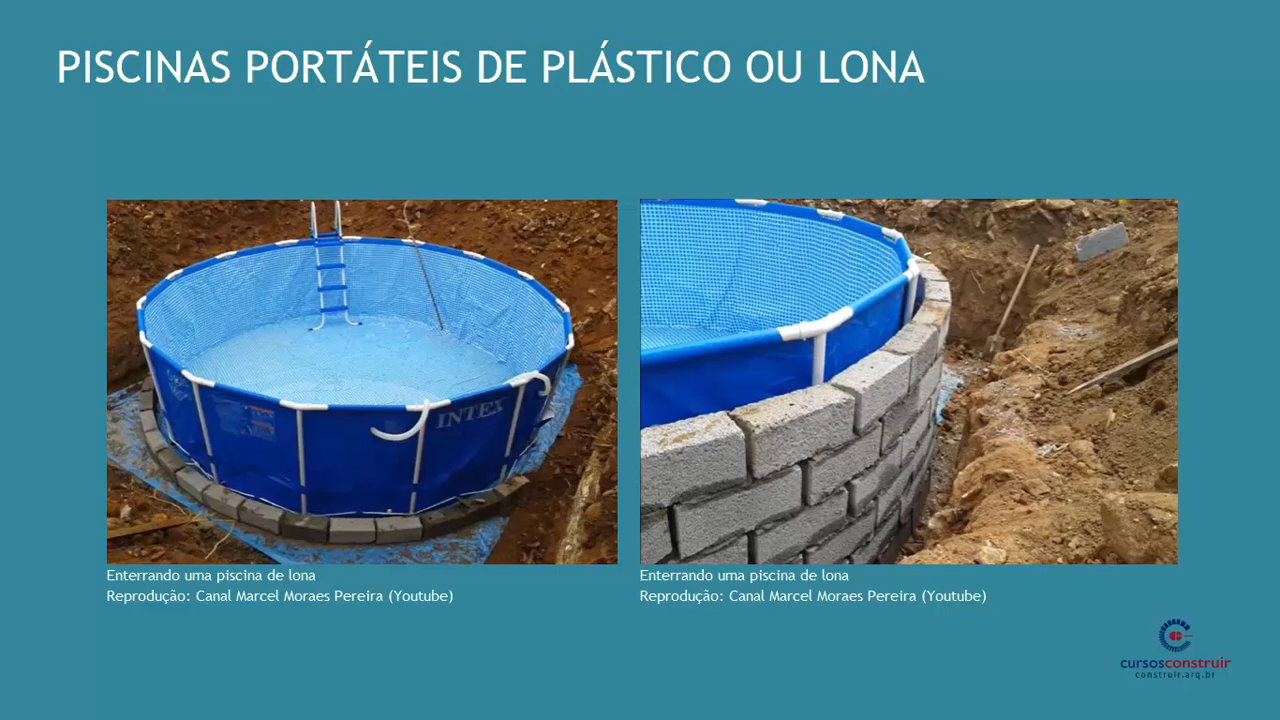 PISCINAS PORTÁTEIS DE PLÁSTICO OU LONA
INTEX
Enterrando uma piscina de lona
Reprodução: Canal Marcel Moraes Pereira (Youtube)
Enterrando uma piscina de lona
Reprodução: Canal Marcel Moraes Pereira (Youtube)
cursosconstruir
construir.arq.br